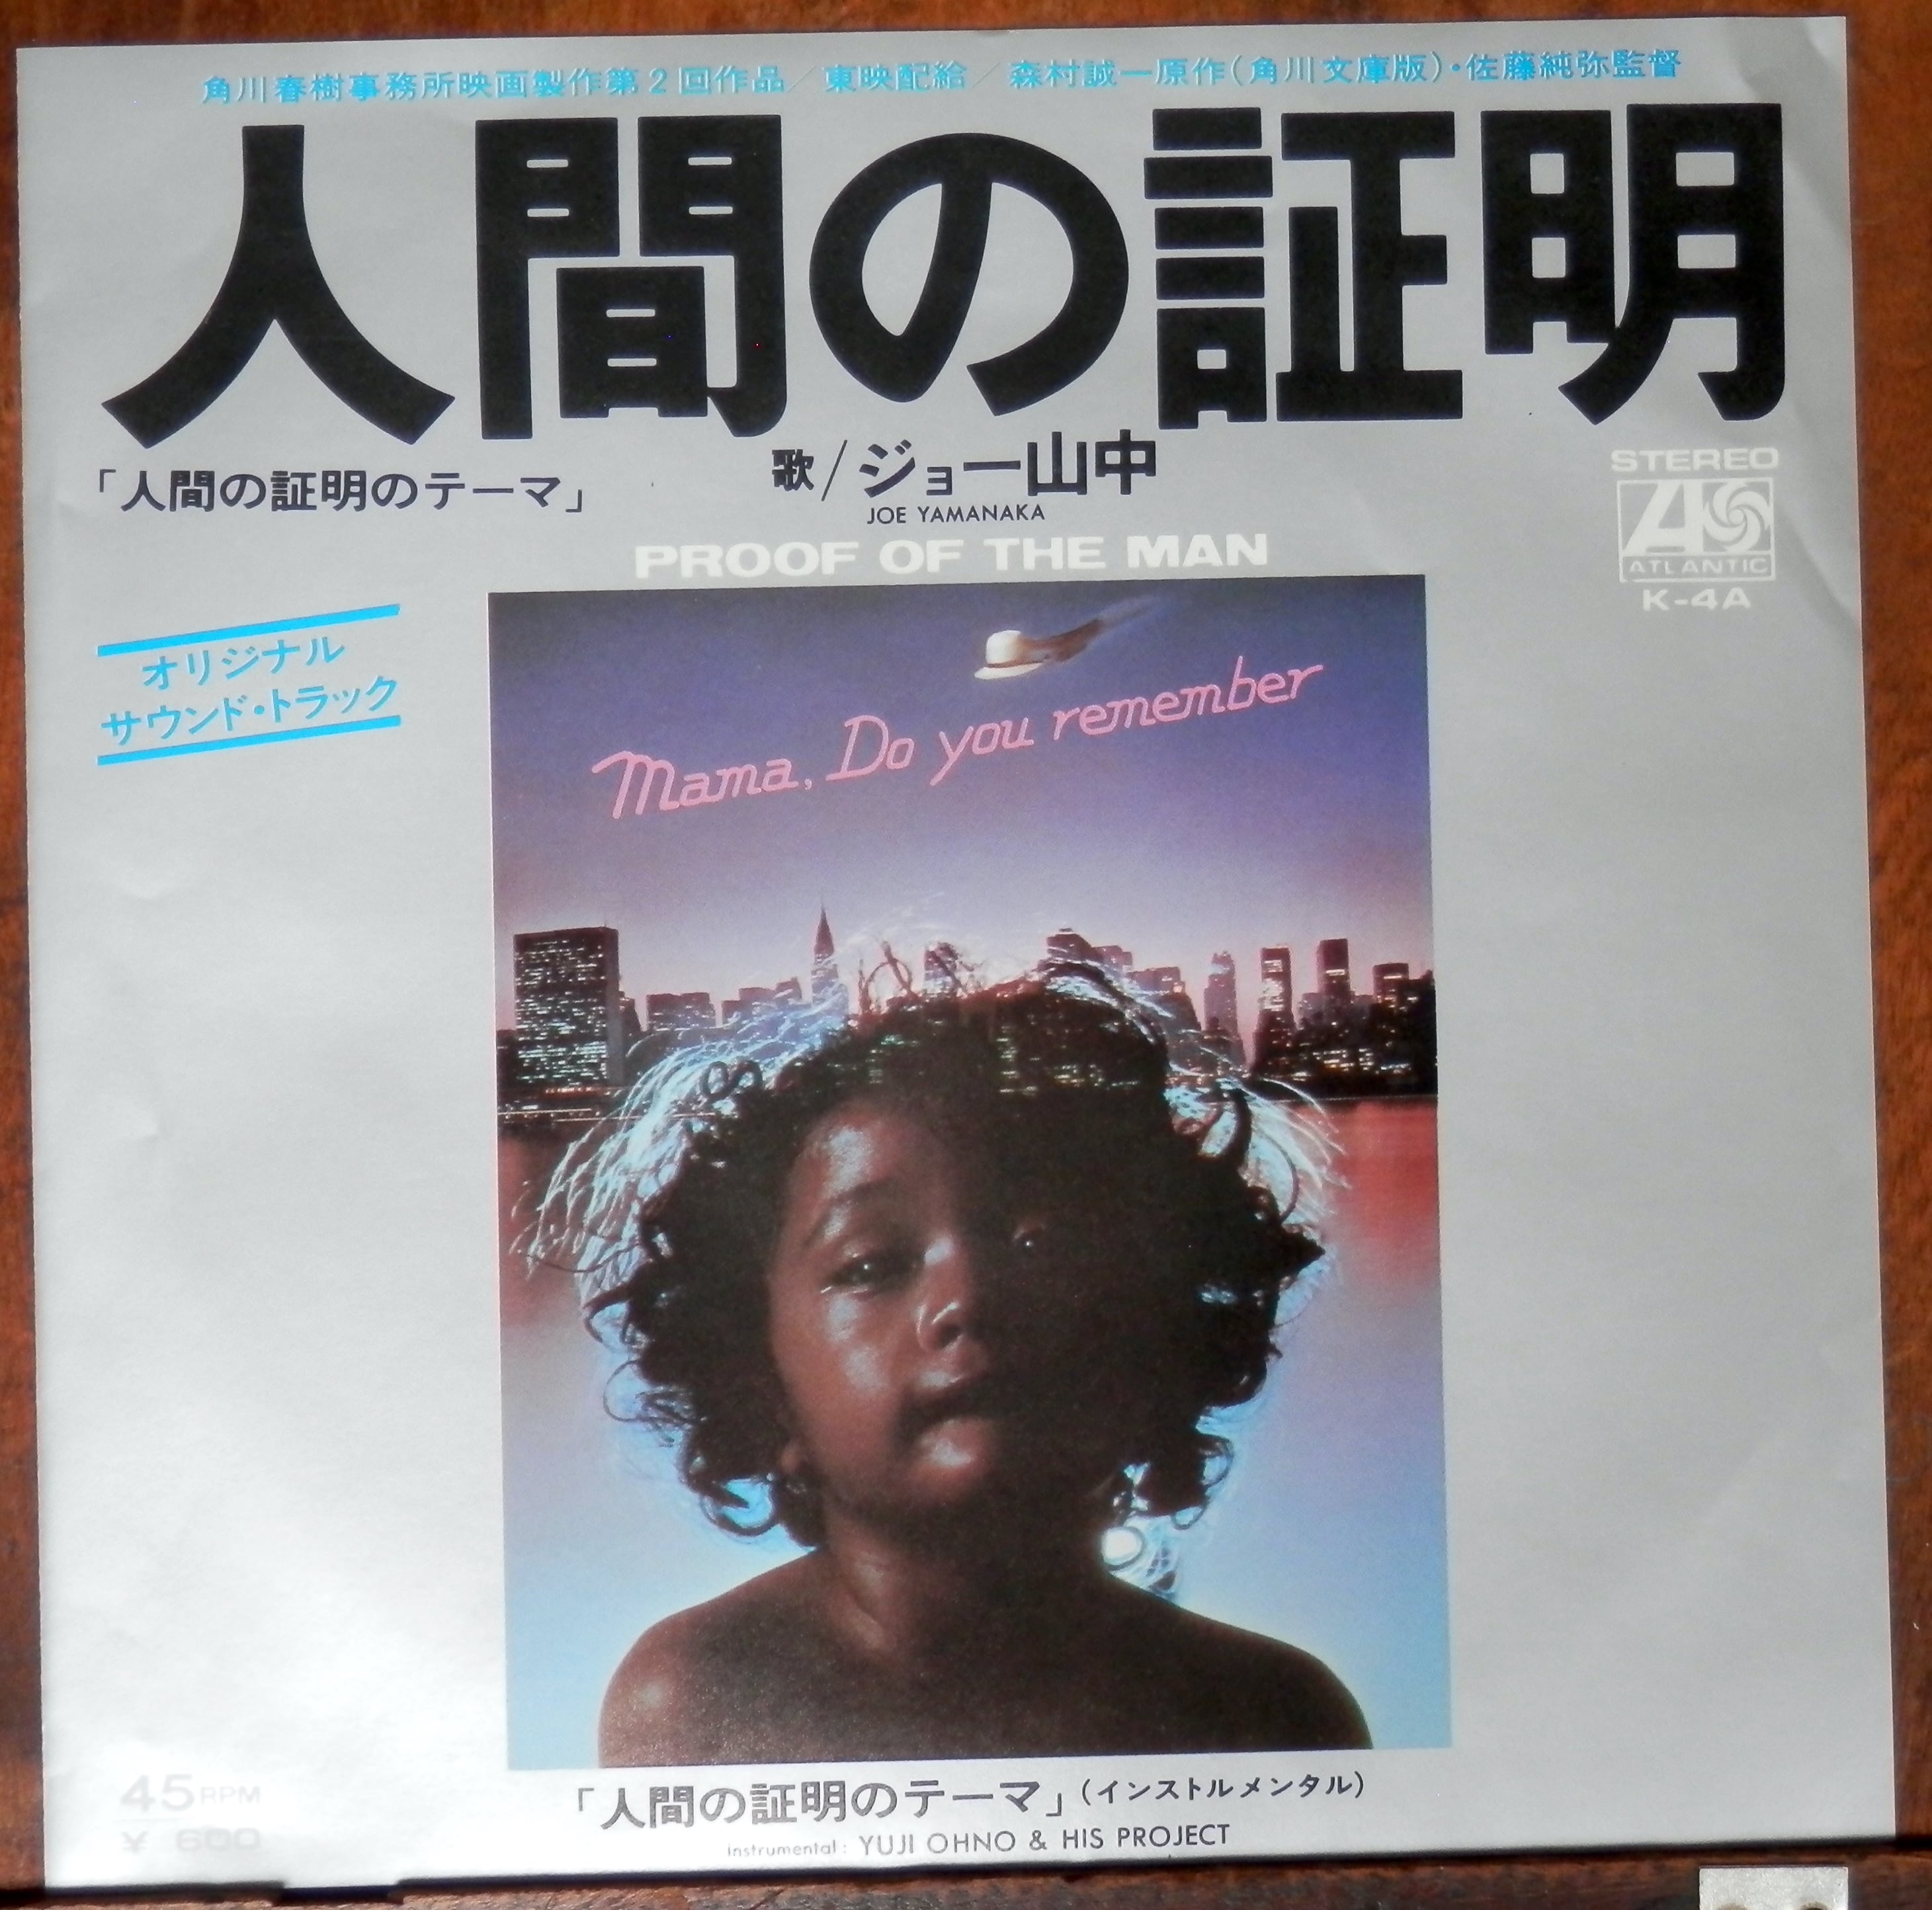 角川春樹事務所映画製作第2回作品/東映配給/森村誠一原作(角川文庫版)・佐藤純弥監督
人間の証明
「人間の証明のテーマ」
歌/ジョー山中
JOE YAMANAKA
PROOF OF THE MAN
STEREO
ATLANTIC
K-4A
オリジナル
サウンド・トラック
Mama, Do you remember
45RPM
¥ 600
「人間の証明のテーマ」(インストルメンタル)
Instrumental: YUJI OHNO & HIS PROJECT